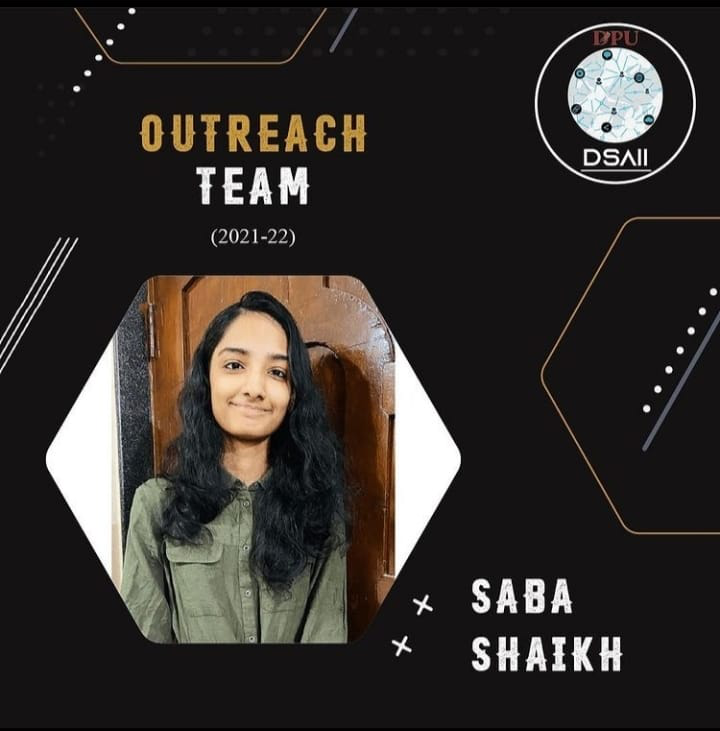 OUTREACH
TEAM
(2021-22)
DPU
DSAII
SABA
SHAIKH